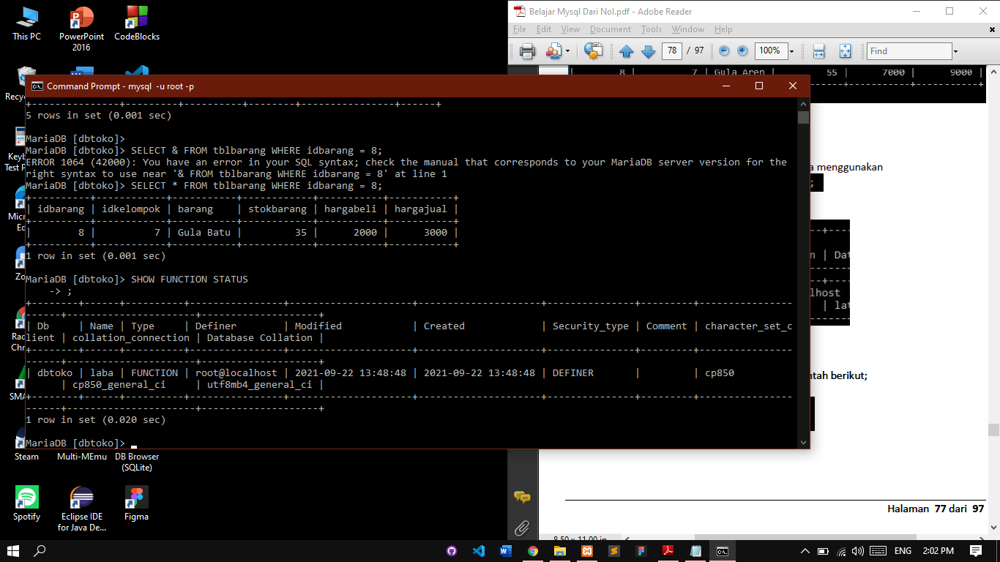 This PC
PowerPoint
2016
CodeBlocks
Recyc
Keyb
Test P
Micr
Ed
Zo
Rad
Chr
SMA
Steam
Multi-MEmu
DB Browser
(SQLite)
Spotify
Eclipse IDE
for Java De...
Figma
Belajar Mysql Dari Nol.pdf - Adobe Reader
File Edit View Document Tools Window Help
78 / 97 100% Find
| 8 | 7 | Gula Aren | 55 | 7000 | 9000 |
Command Prompt - mysql -u root -p
+---------------+---------+----------+--------+----------------+------+
5 rows in set (0.001 sec)
MariaDB [dbtoko]>
MariaDB [dbtoko]> SELECT & FROM tblbarang WHERE idbarang = 8;
ERROR 1064 (42000): You have an error in your SQL syntax; check the manual that corresponds to your MariaDB server version for the
right syntax to use near '& FROM tblbarang WHERE idbarang = 8' at line 1
MariaDB [dbtoko]> SELECT * FROM tblbarang WHERE idbarang = 8;
+----------+------------+-----------+------------+-----------+-----------+
| idbarang | idkelompok | barang    | stokbarang | hargabeli | hargajual |
+----------+------------+-----------+------------+-----------+-----------+
|        8 |          7 | Gula Batu |         35 |      2000 |      3000 |
+----------+------------+-----------+------------+-----------+-----------+
1 row in set (0.001 sec)
MariaDB [dbtoko]> SHOW FUNCTION STATUS
    -> ;
+--------+------+----------+----------------+---------------------+---------------------+---------------+---------+----------------
------+----------------------+--------------------+
| Db     | Name | Type     | Definer        | Modified            | Created             | Security_type | Comment | character_set_c
lient | collation_connection | Database Collation |
+--------+------+----------+----------------+---------------------+---------------------+---------------+---------+----------------
------+----------------------+--------------------+
| dbtoko | laba | FUNCTION | root@localhost | 2021-09-22 13:48:48 | 2021-09-22 13:48:48 | DEFINER       |         | cp850
      | cp850_general_ci     | utf8mb4_general_ci |
+--------+------+----------+----------------+---------------------+---------------------+---------------+---------+----------------
------+----------------------+--------------------+
1 row in set (0.020 sec)
MariaDB [dbtoko]>
a menggunakan
;
n | Dat
lhost
| lat
ntah berikut;
Halaman 77 dari 97
8,50 x 11,00 in
ENG 2:02 PM